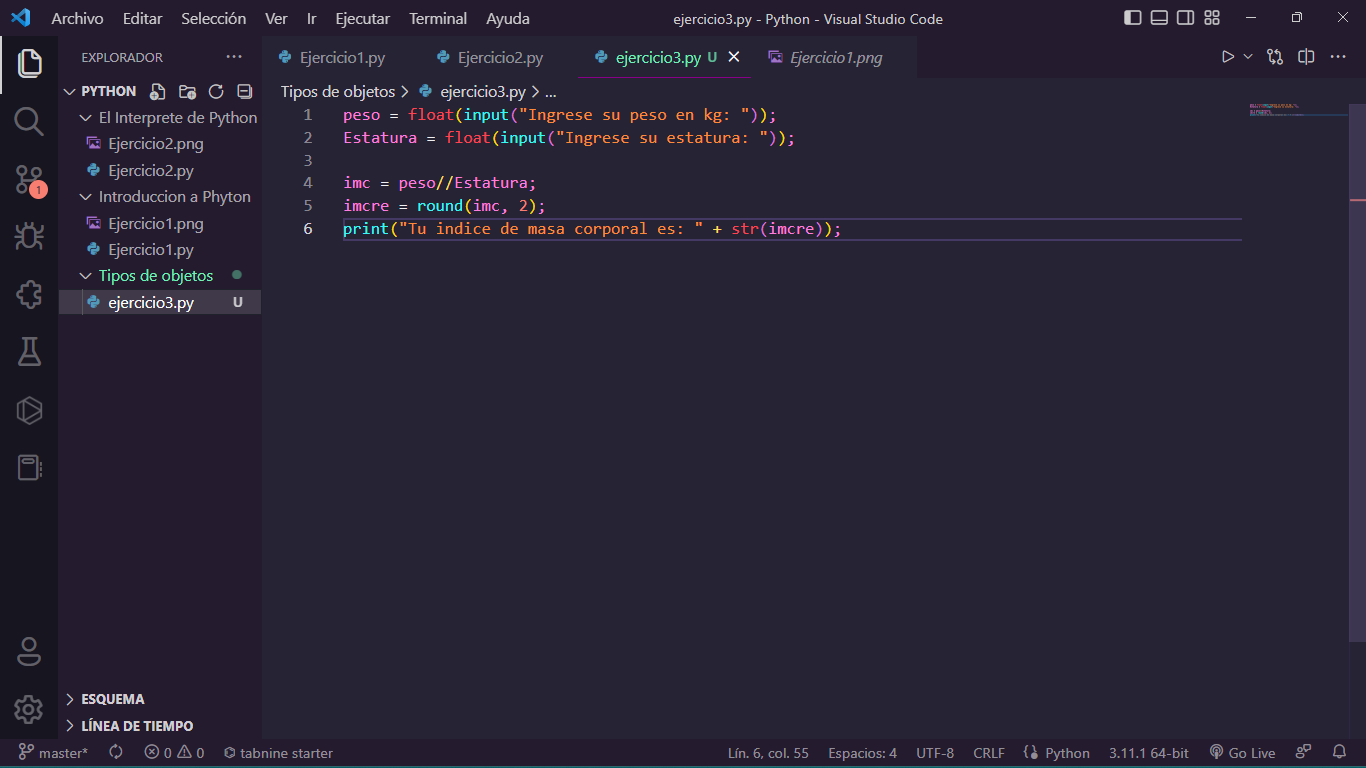 Archivo Editar Selección Ver Ir Ejecutar Terminal Ayuda ejercicio3.py - Python - Visual Studio Code
EXPLORADOR
PYTHON
El Interprete de Python
Ejercicio2.png
Ejercicio2.py
Introduccion a Phyton
Ejercicio1.png
Ejercicio1.py
Tipos de objetos
ejercicio3.py U
ESQUEMA
LÍNEA DE TIEMPO
1
Ejercicio1.py Ejercicio2.py ejercicio3.py U Ejercicio1.png
Tipos de objetos > ejercicio3.py > ...
1 peso = float(input("Ingrese su peso en kg: "));
2 Estatura = float(input("Ingrese su estatura: "));
3
4 imc = peso//Estatura;
5 imcre = round(imc, 2);
6 print("Tu indice de masa corporal es: " + str(imcre));
master* 0 0 tabnine starter Lín. 6, col. 55 Espacios: 4 UTF-8 CRLF Python 3.11.1 64-bit Go Live